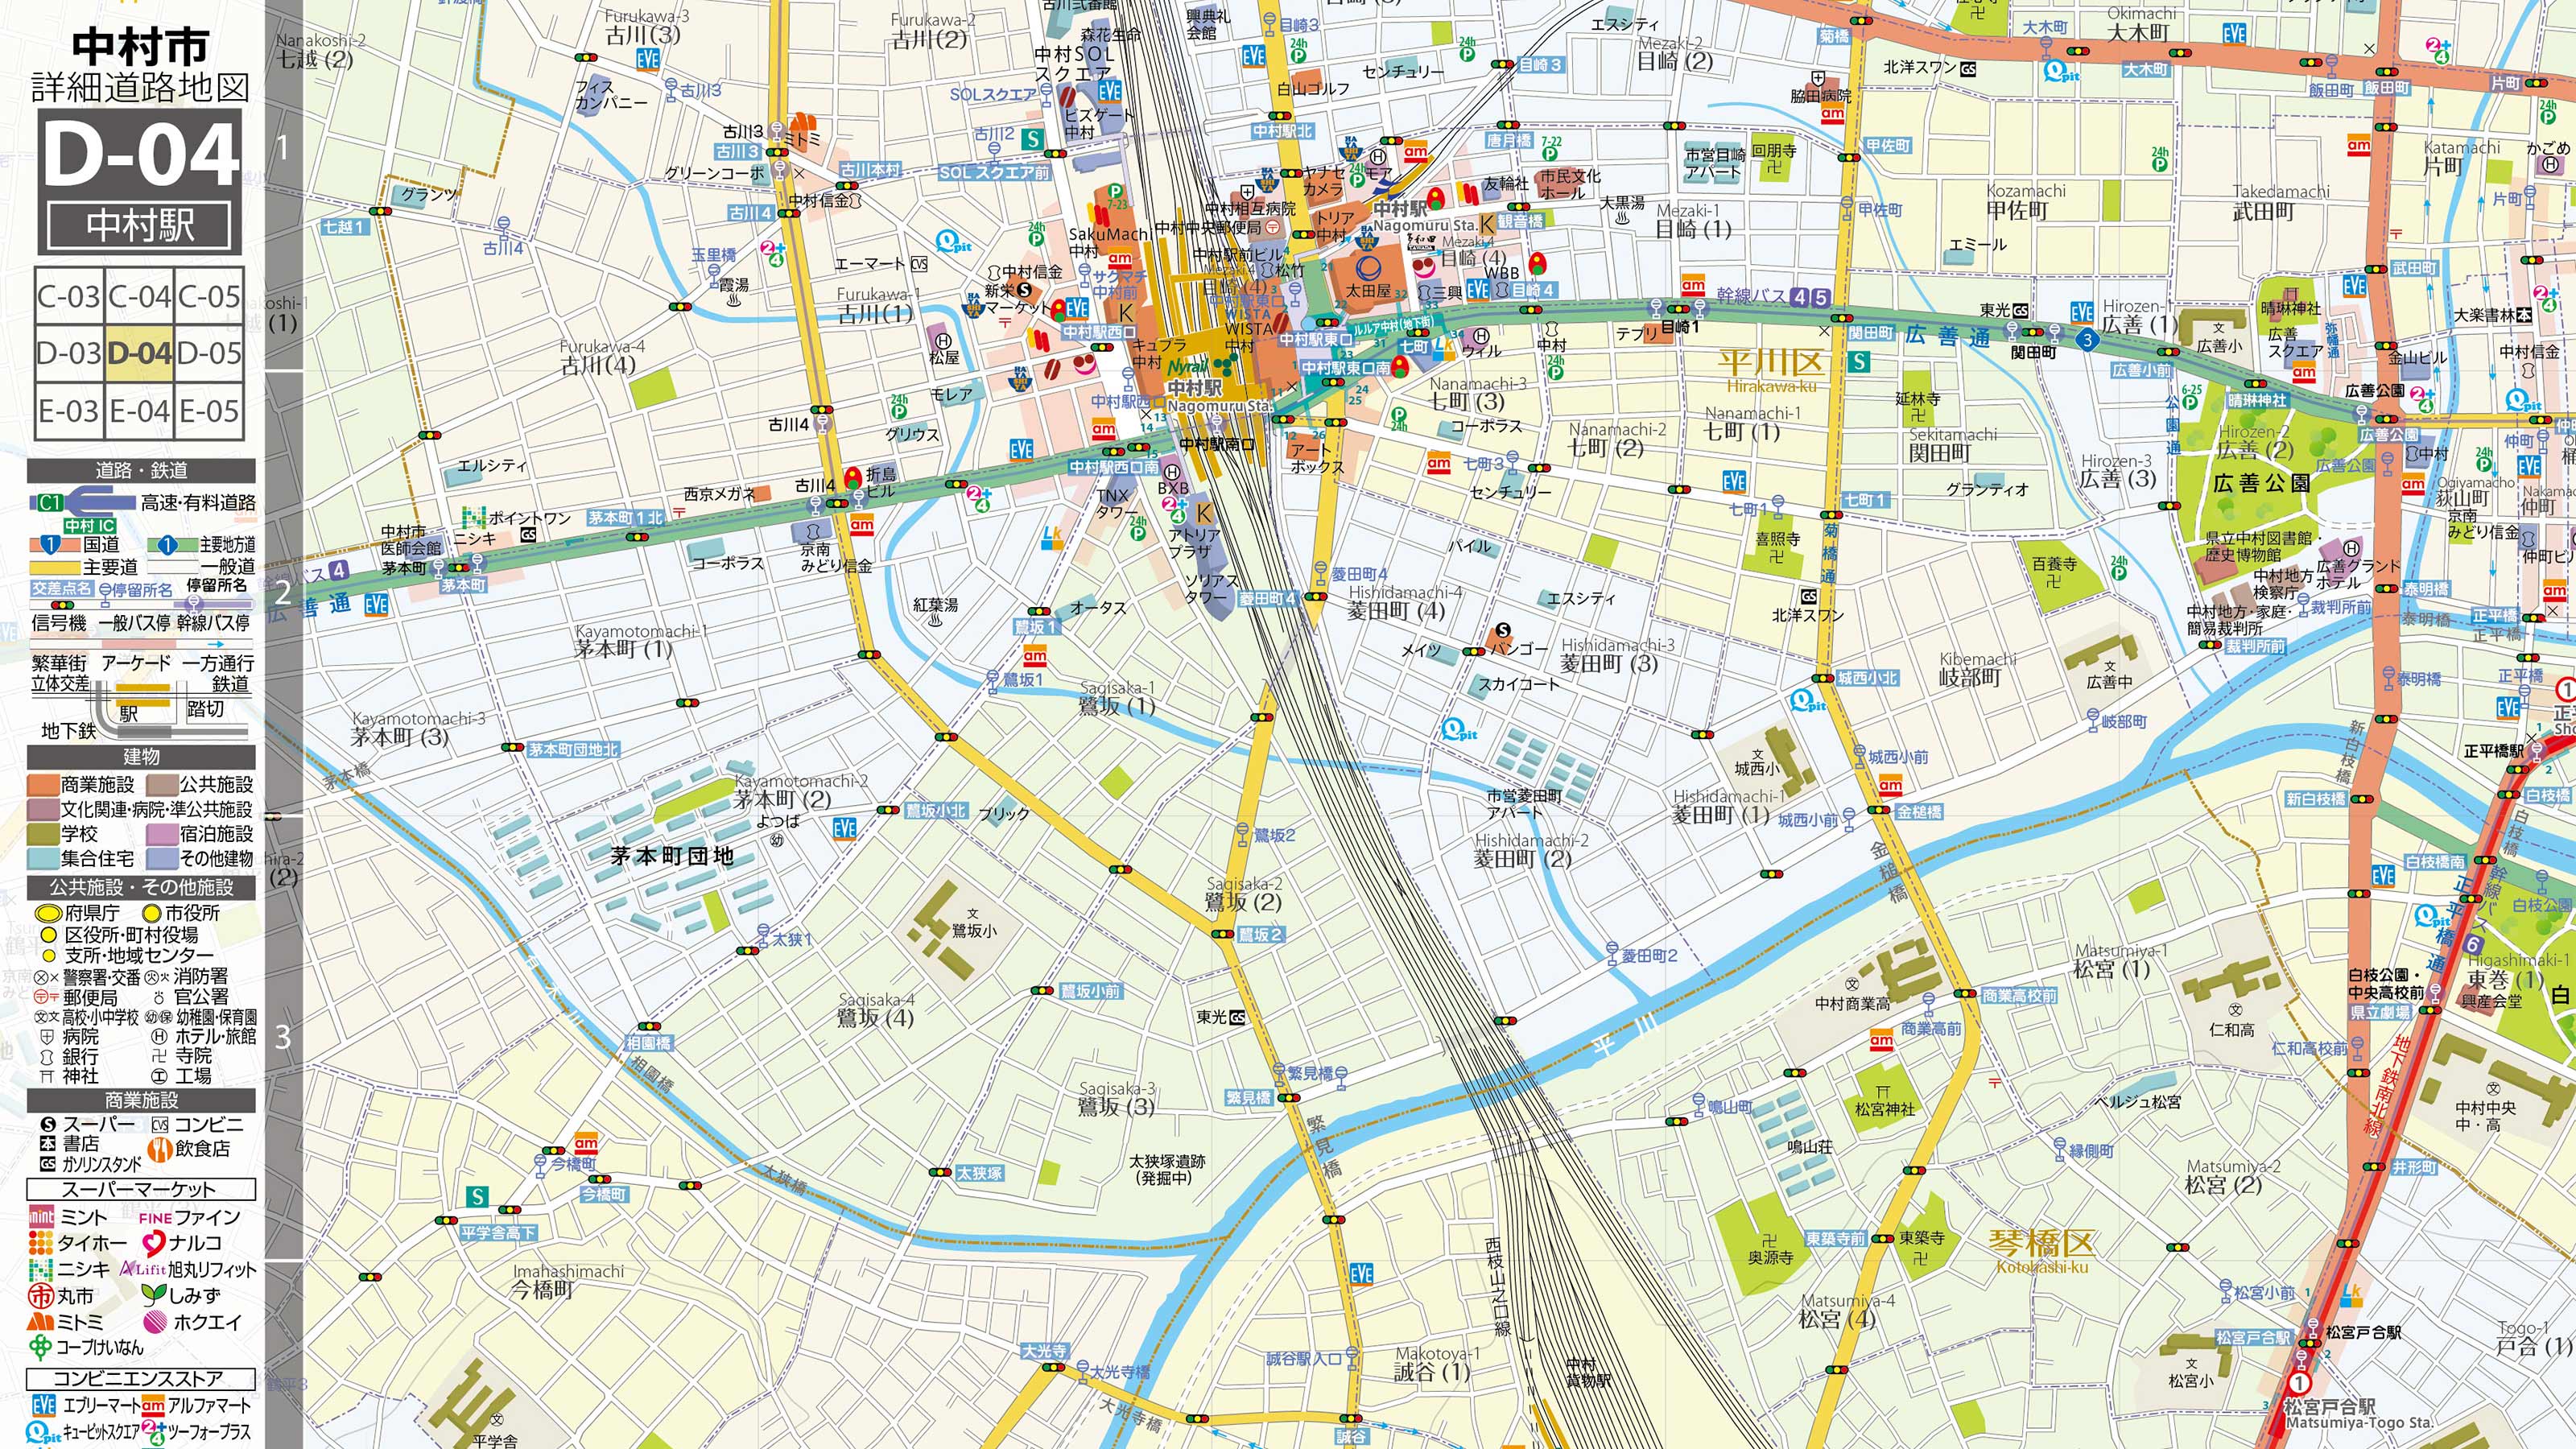 中村市
詳細道路地図
D-04
中村駅
C-03 C-04 C-05
D-03 D-04 D-05
E-03 E-04 E-05
道路・鉄道
C1 高速・有料道路
中村IC
1 国道 1 主要地方道
主要道 一般道
交差点名 停留所名 停留所名
信号機 一般バス停 幹線バス停
繁華街 アーケード 一方通行
立体交差 鉄道
駅 踏切
地下鉄
建物
商業施設 公共施設
文化関連・病院・準公共施設
学校 宿泊施設
集合住宅 その他建物
公共施設・その他施設
府県庁 市役所
区役所・町村役場
支所・地域センター
警察署・交番 消防署
郵便局 官公署
高校・小中学校 幼稚園・保育園
病院 ホテル・旅館
銀行 寺院
神社 工場
商業施設
スーパー コンビニ
書店 飲食店
ガソリンスタンド
スーパーマーケット
mint ミント FINE ファイン
タイホー ナルコ
ニシキ ALifit 旭丸リフィット
丸市 しみず
ミトミ ホクエイ
コープけいなん
コンビニエンスストア
EVE エブリーマート am アルファマート
Qpit キューピットスクエア 2+4 ツーフォープラス
1
2
3
Nanakoshi-2
七越 (2)
Furukawa-3
古川(3)
Furukawa-2
古川(2)
フィス
カンパニー
古川3
森花生命
中村SOL
スクエア
SOLスクエア
ビズゲート
中村
興典礼
会館
目崎3
白山ゴルフ
センチュリー
目崎 3
エスシティ
Mezaki-2
目崎 (2)
菊橋
脇田病院
北洋スワン
大木町
Okimachi
大木町
大木町
飯田町
飯田町
片町
古川3
古川 3
ミトミ
グリーンコーポ
古川本村
古川2
SOL スクエア前
中村駅北
唐月橋
市営目崎
アパート
回朋寺
甲佐町
Katamachi
片町
かごめ
グランツ
七越 1
古川4
古川 4
中村信金
玉里橋
霞湯
エーマート
中村信金
新栄
マーケット
SakuMachi
中村
サクマチ
中村前
中村相互病院
中村中央郵便局
中村駅前ビル
松竹
ヤナセ
カメラ
トリア
中村
モア
中村駅
Nagomuru Sta.
友輪社
市民文化
ホール
観音橋
大黒湯
Mezaki-1
目崎 (1)
Mezaki-4
目崎 (4)
太田屋
三興
WBB
目崎 4
甲佐町
Kozamachi
甲佐町
Takedamachi
武田町
武田町
片町
エミール
Furukawa-1
古川(1)
Furukawa-4
古川(4)
松屋
モレア
グリウス
中村駅西口
キュプラ
中村
WISTA
中村
Nyrail
中村駅
Nagomuru Sta.
中村駅東口
ルルア中村(地下街)
中村駅東口南
七町
ウィル
中村
テプリ
目崎1
幹線バス 4 5
関田町
広善通
東光
関田町
3
Hirozen-1
広善 (1)
広善小
広善小前
晴琳神社
広善
スクエア
弥幡通
大楽書林
金山ビル
中村信金
平川区
Hirakawa-ku
Nanamachi-3
七町 (3)
コーポラス
Nanamachi-2
七町 (2)
Nanamachi-1
七町 (1)
延林寺
Sekitamachi
関田町
公園通
晴琳神社
広善公園
広善公園
Hirozen-2
広善 (2)
広善公園
広善公園
中村
仲町
Hirozen-3
広善 (3)
エルシティ
西京メガネ
古川4
古川4
折島
ビル
中村駅西口南
中村駅南口
アート
ボックス
七町3
センチュリー
七町1
七町 1
グランティオ
Ogiyamacho
荻山町
京南
みどり信金
仲町
中村市
医師会館
ポイントワン
ニシキ
茅本町1北
茅本町
茅本町
コーポラス
京南
みどり信金
TNX
タワー
BXB
アトリア
プラザ
ソリアス
タワー
パイル
喜照寺
菊橋通
百養寺
県立中村図書館・
歴史博物館
広善グランド
ホテル
中村地方
検察庁
中村地方・家庭・
簡易裁判所
裁判所前
裁判所前
泰明橋
泰明橋
正平橋
正平橋
幹線バス 4
広善通
紅葉湯
オータス
鷺坂1
鷺坂1
菱田町4
菱田町4
Hishidamachi-4
菱田町 (4)
エスシティ
バンゴー
メイツ
スカイコート
Hishidamachi-3
菱田町 (3)
北洋スワン
城西小北
Kibemachi
岐部町
広善中
岐部町
泰明橋
正平橋
Kayamotomachi-1
茅本町 (1)
Kayamotomachi-3
茅本町 (3)
茅本橋
茅本町団地北
Kayamotomachi-2
茅本町 (2)
よつば
茅本町団地
鷺坂小北
ブリック
Sagisaka-1
鷺坂 (1)
鷺坂2
市営菱田町
アパート
城西小
城西小前
城西小前
Hishidamachi-1
菱田町 (1)
Hishidamachi-2
菱田町 (2)
金槌橋
金槌橋
新白枝橋
新白枝橋
正平橋駅
白枝橋
白枝橋
白枝橋南
正平橋通
幹線バス 6
白枝公園
太狭1
鷺坂小
Sagisaka-2
鷺坂 (2)
鷺坂2
鷺坂小前
Sagisaka-4
鷺坂 (4)
東光
Sagisaka-3
鷺坂 (3)
菱田町2
平川
中村商業高
商業高校前
商業高前
Matsumiya-1
松宮 (1)
仁和高
仁和高校前
白枝公園・
中央高校前
県立劇場
Higashimaki-1
東巻 (1)
興産会堂
地下鉄南北線
相園橋
相園橋
繁見橋
繁見橋
繁見橋
鳴山町
鳴山荘
松宮神社
ベルジュ松宮
中村中央
中・高
縁側町
井形町
今橋町
今橋町
太狭橋
太狭塚
太狭塚遺跡
(発掘中)
平学舎高下
Imahashimachi
今橋町
奥源寺
東築寺前
東築寺
琴橋区
Kotohashi-ku
Matsumiya-2
松宮 (2)
Matsumiya-4
松宮 (4)
松宮小前
松宮小
松宮戸合駅
松宮戸合駅
松宮戸合駅
Matsumiya-Togo Sta.
Togo-1
戸合 (1)
西枝山之口線
中村
貨物駅
誠谷駅入口
Makotoya-1
誠谷 (1)
誠谷
大光寺
大光寺橋
大光寺橋
平学舎